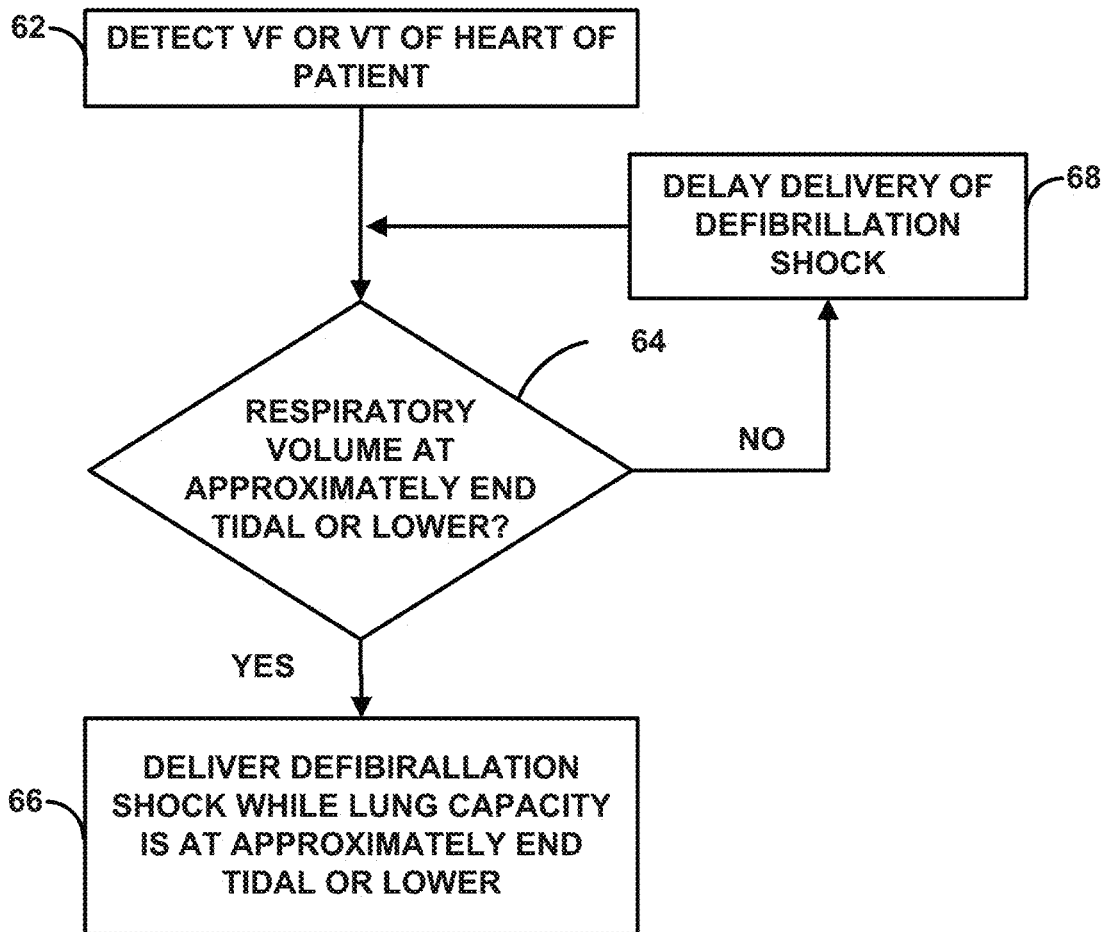 62
DETECT VF OR VT OF HEART OF
PATIENT
DELAY DELIVERY OF
DEFIBRILLATION
SHOCK
68
64
RESPIRATORY
VOLUME AT
APPROXIMATELY END
TIDAL OR LOWER?
NO
YES
66
DELIVER DEFIBIRALLATION
SHOCK WHILE LUNG CAPACITY
IS AT APPROXIMATELY END
TIDAL OR LOWER